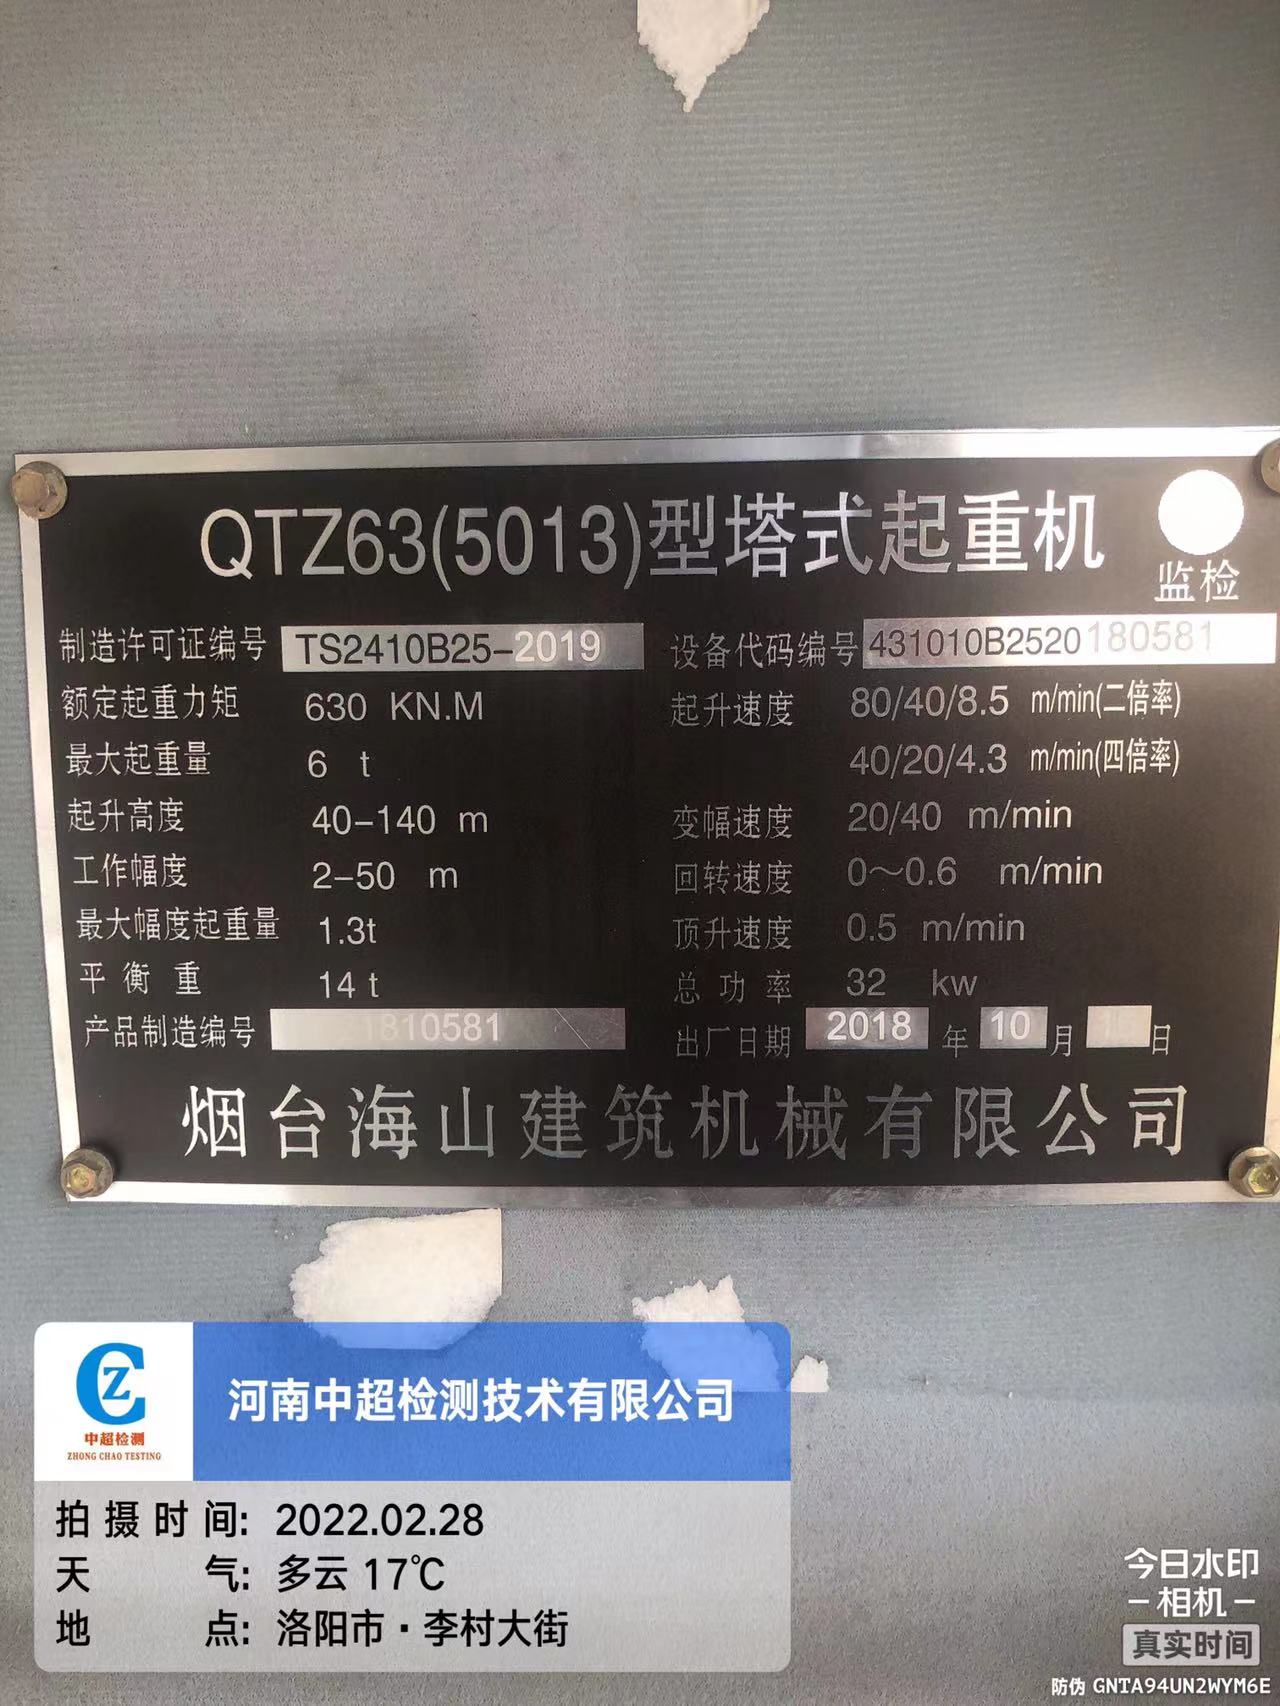 QTZ63(5013)型塔式起重机
监检
制造许可证编号 TS2410B25-2019 设备代码编号 431010B2520180581
额定起重力矩 630 KN.M 起升速度 80/40/8.5 m/min(二倍率)
最大起重量 6 t 40/20/4.3 m/min(四倍率)
起升高度 40-140 m 变幅速度 20/40 m/min
工作幅度 2-50 m 回转速度 0~0.6 m/min
最大幅度起重量 1.3t 顶升速度 0.5 m/min
平衡重 14 t 总功率 32 kw
产品制造编号 1810581 出厂日期 2018 年 10 月 日
烟台海山建筑机械有限公司
中超检测
ZHONG CHAO TESTING
河南中超检测技术有限公司
拍摄时间: 2022.02.28
天气: 多云 17℃
地点: 洛阳市·李村大街
今日水印
-相机-
真实时间
防伪 GNTA94UN2WYM6E